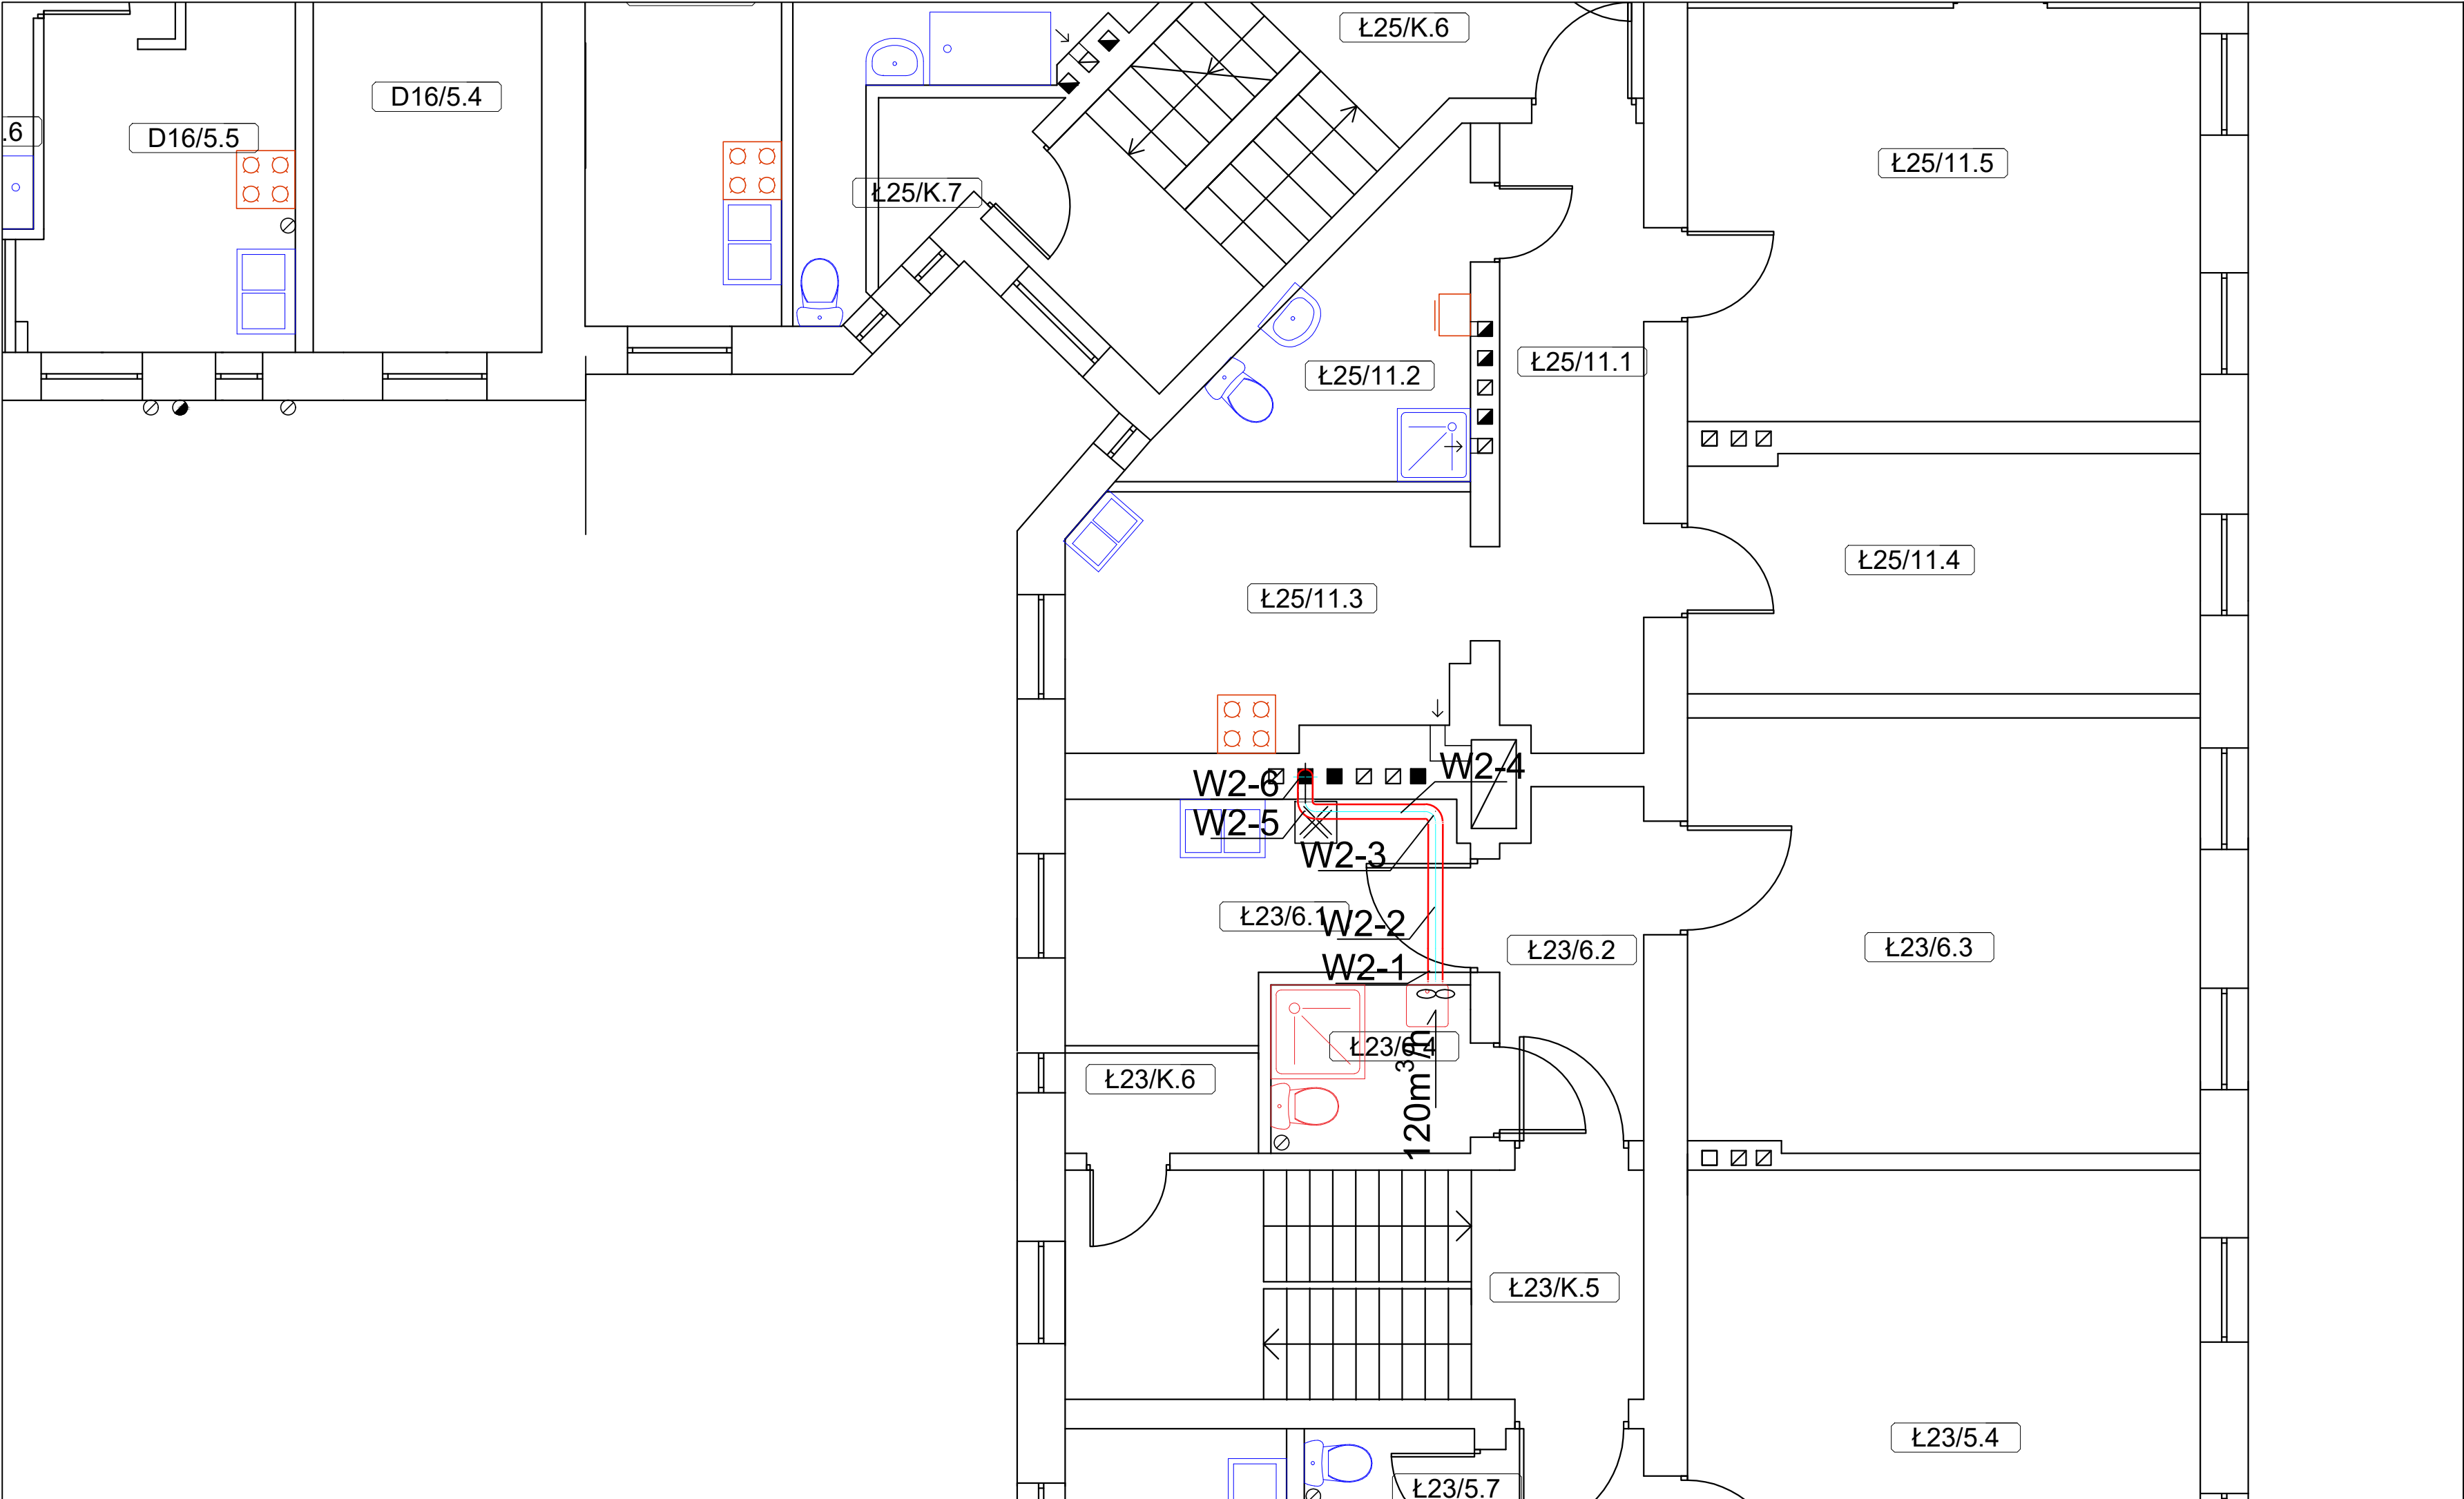 Ł25/K.6
D16/5.4
.6
D16/5.5
Ł25/K.7
Ł25/11.5
Ł25/11.2
Ł25/11.1
Ł25/11.4
Ł25/11.3
W2-6
W2-4
W2-5
W2-3
Ł23/6.1
W2-2
Ł23/6.2
Ł23/6.3
W2-1
Ł23/6.4
Ł23/K.6
120m³/h
Ł23/K.5
Ł23/5.4
Ł23/5.7